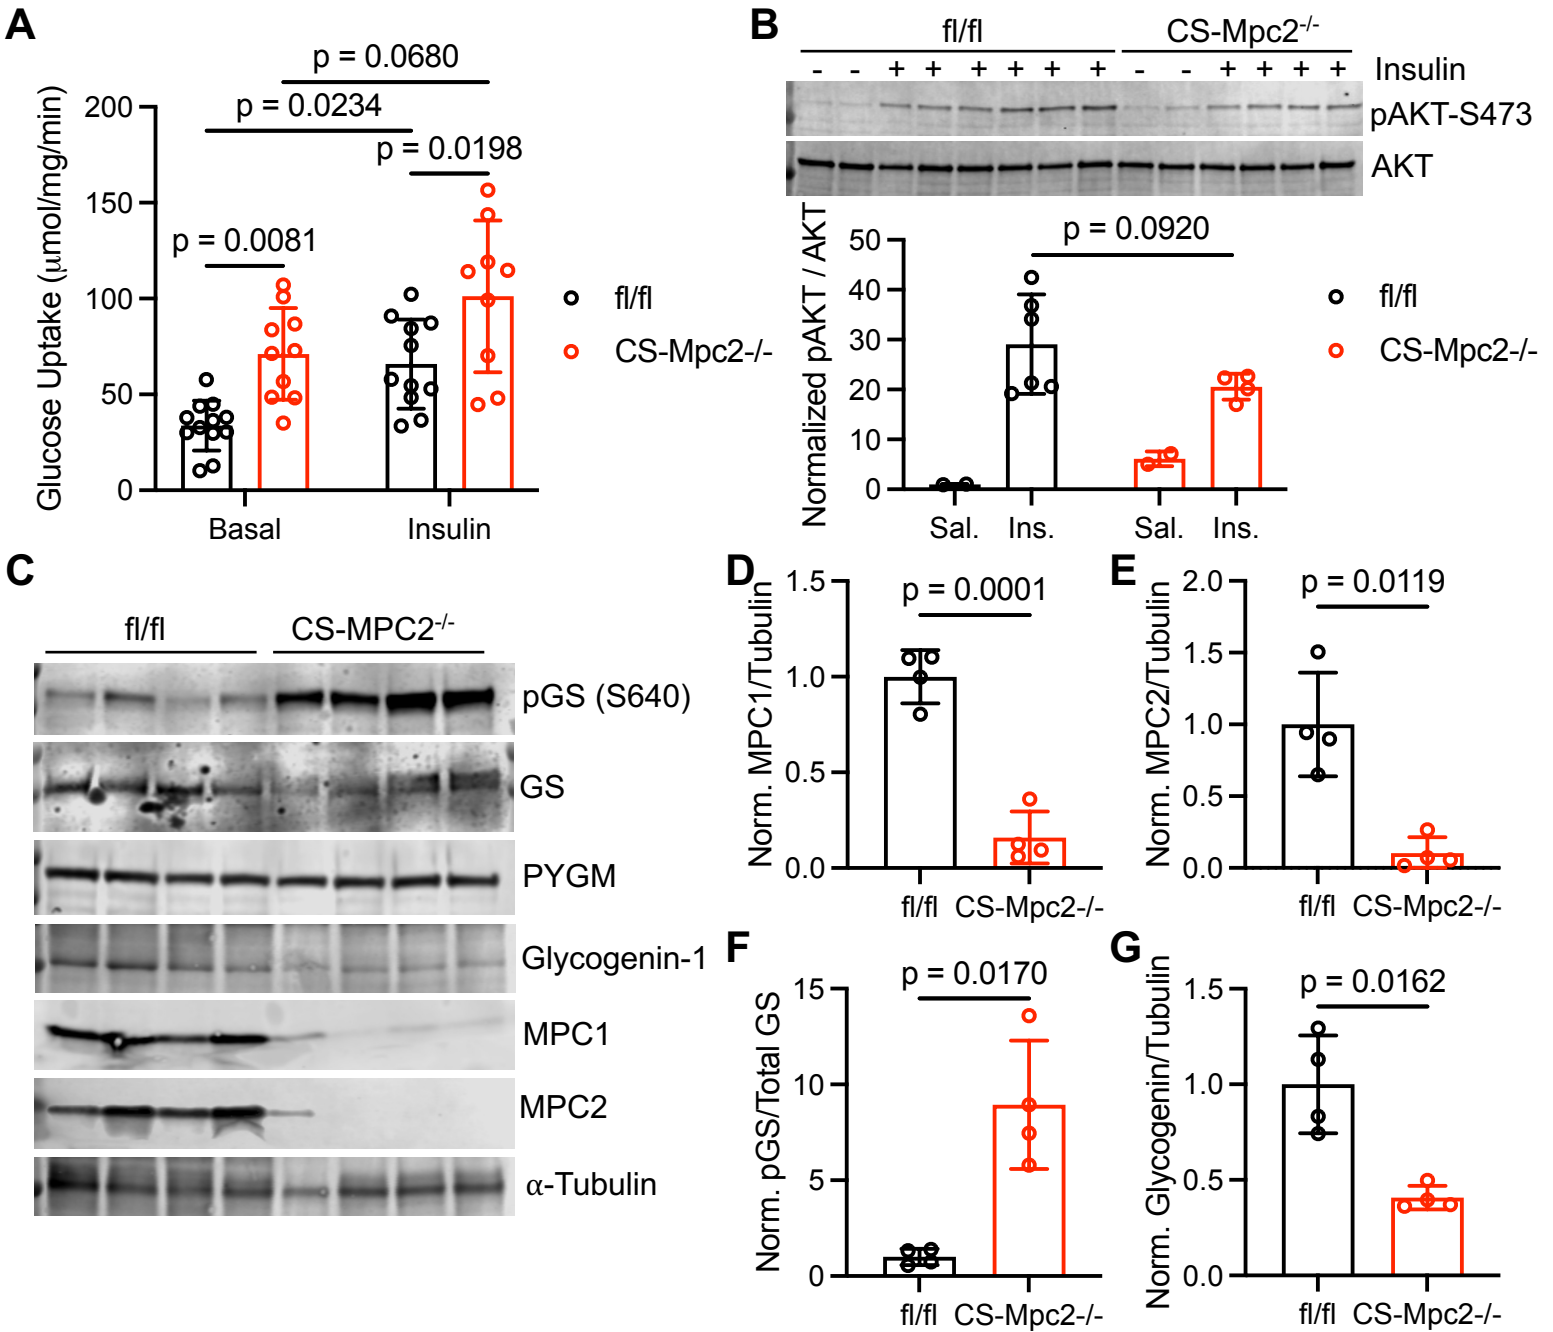 A
p = 0.0680
p = 0.0234
p = 0.0198
p = 0.0081
Glucose Uptake (μmol/mg/min)
200
150
100
50
0
Basal
Insulin
fl/fl
CS-Mpc2-/-
B
fl/fl
CS-Mpc2-/-
- - + + + + + + - - + + + + Insulin
pAKT-S473
AKT
Normalized pAKT / AKT
50
40
30
20
10
0
p = 0.0920
Sal.
Ins.
Sal.
Ins.
fl/fl
CS-Mpc2-/-
C
fl/fl
CS-MPC2-/-
pGS (S640)
GS
PYGM
Glycogenin-1
MPC1
MPC2
α-Tubulin
D
Norm. MPC1/Tubulin
1.5
1.0
0.5
0.0
p = 0.0001
fl/fl
CS-Mpc2-/-
E
Norm. MPC2/Tubulin
2.0
1.5
1.0
0.5
0.0
p = 0.0119
fl/fl
CS-Mpc2-/-
F
Norm. pGS/Total GS
15
10
5
0
p = 0.0170
fl/fl
CS-Mpc2-/-
G
Norm. Glycogenin/Tubulin
1.5
1.0
0.5
0.0
p = 0.0162
fl/fl
CS-Mpc2-/-